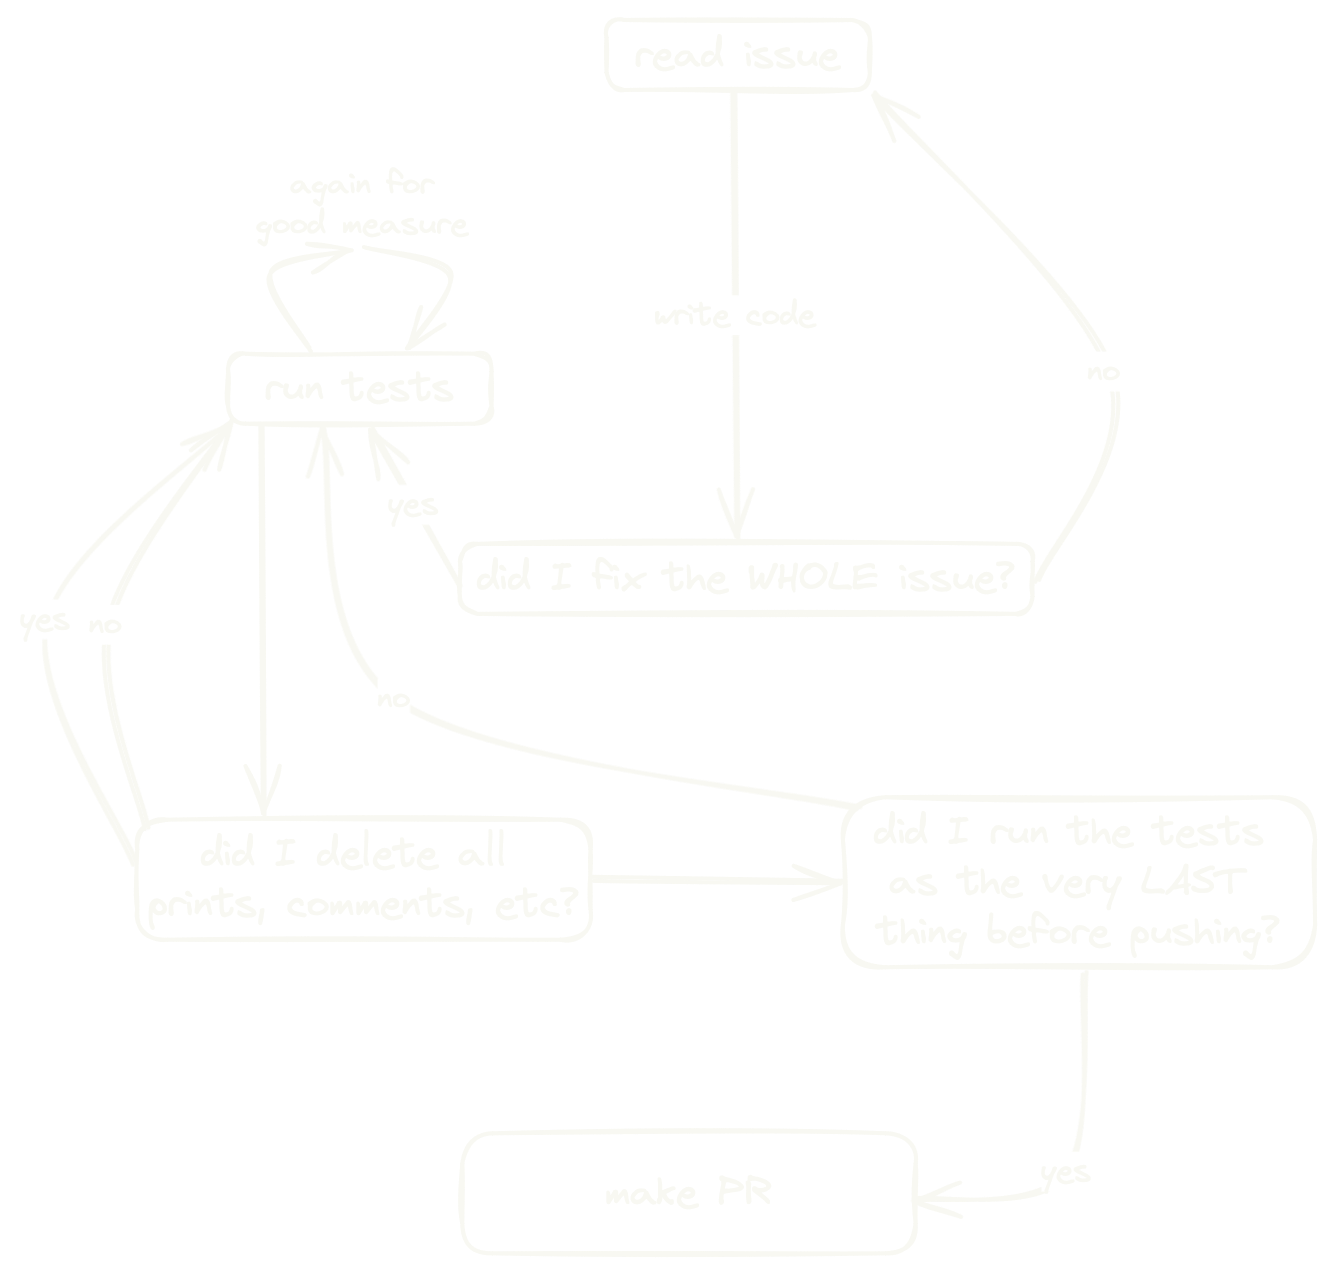 read issue
again for
good measure
write code
no
run tests
yes
did I fix the WHOLE issue?
yes
no
no
did I delete all
prints, comments, etc?
did I run the tests
as the very LAST
thing before pushing?
yes
make PR